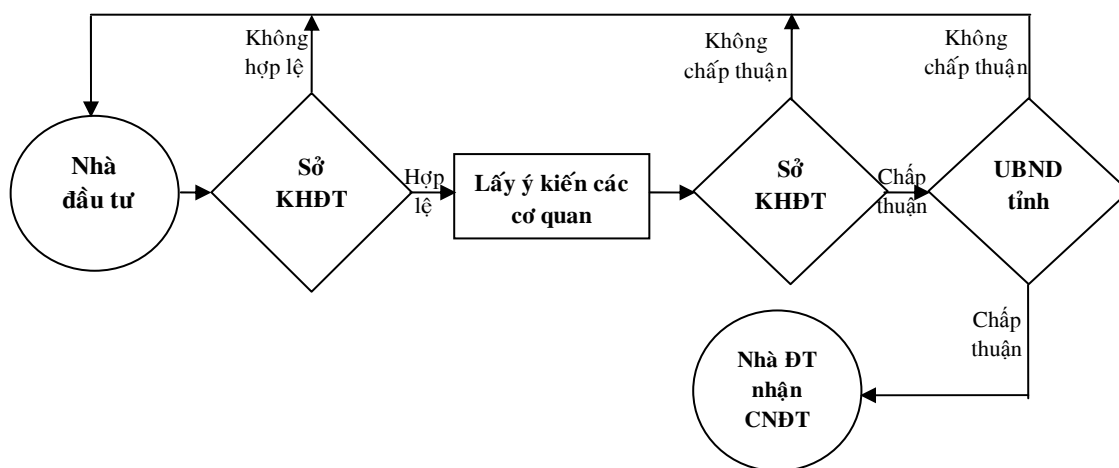 Không
hợp lệ
Không
chấp thuận
Không
chấp thuận
Nhà
đầu tư
Sở
KHĐT
Hợp
lệ
Lấy ý kiến các
cơ quan
Sở
KHĐT
Chấp
thuận
UBND
tỉnh
Chấp
thuận
Nhà ĐT
nhận
CNĐT